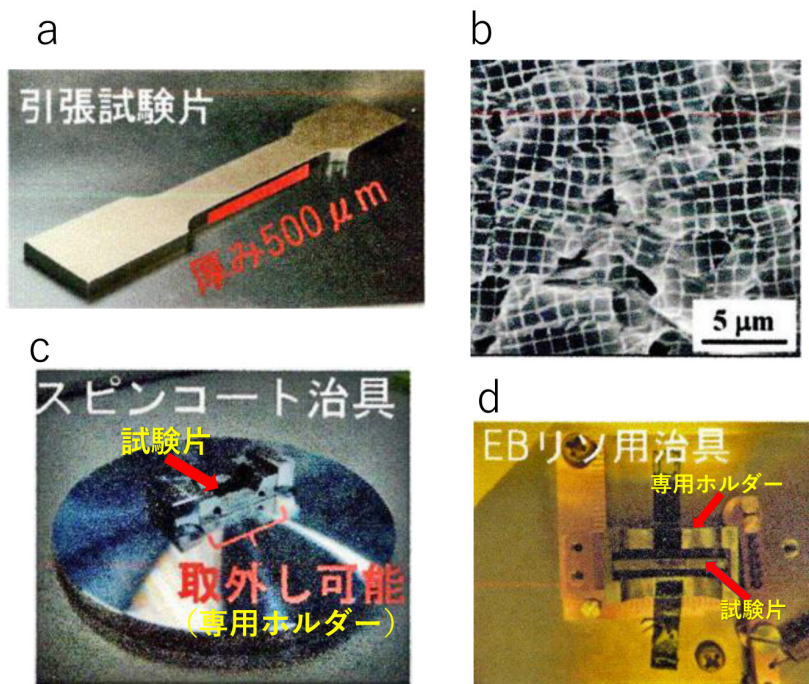 a
引張試験片
厚み500μm
b
5 μm
c
スピンコート治具
試験片
取外し可能
(専用ホルダー)
d
EBリソ用治具
専用ホルダー
試験片